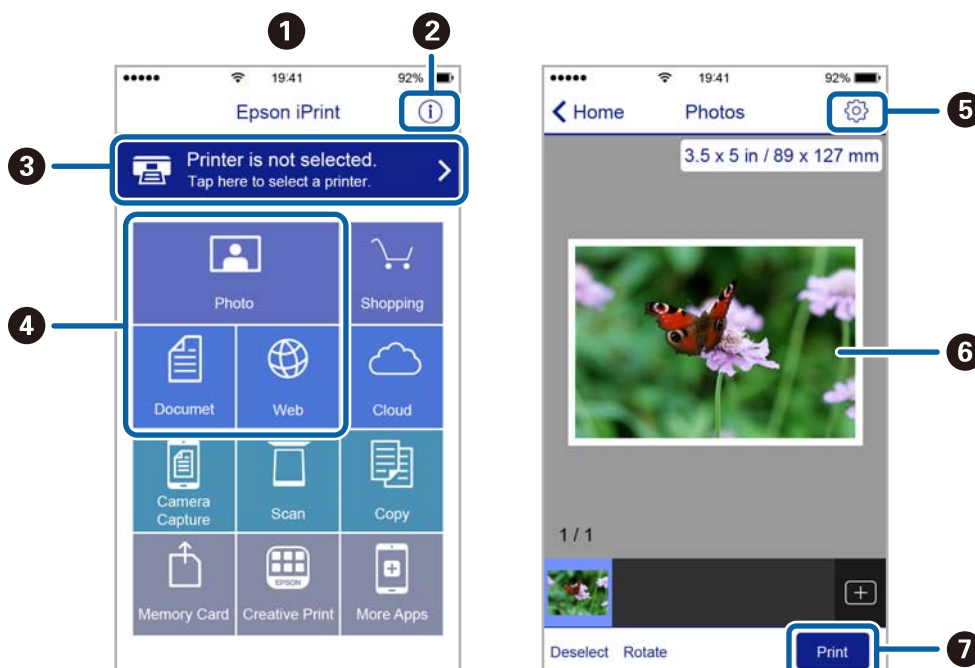 1
2
19:41
92%
Epson iPrint
i
3
Printer is not selected.
Tap here to select a printer.
4
Photo
Shopping
Documet
Web
Cloud
Camera
Capture
Scan
Copy
Memory Card
EPSON
Creative Print
More Apps
19:41
92%
Home
Photos
5
3.5 x 5 in / 89 x 127 mm
6
1 / 1
Deselect Rotate
Print
7